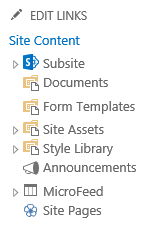 EDIT LINKS
Site Content
Subsite
Documents
Form Templates
Site Assets
Style Library
Announcements
MicroFeed
Site Pages